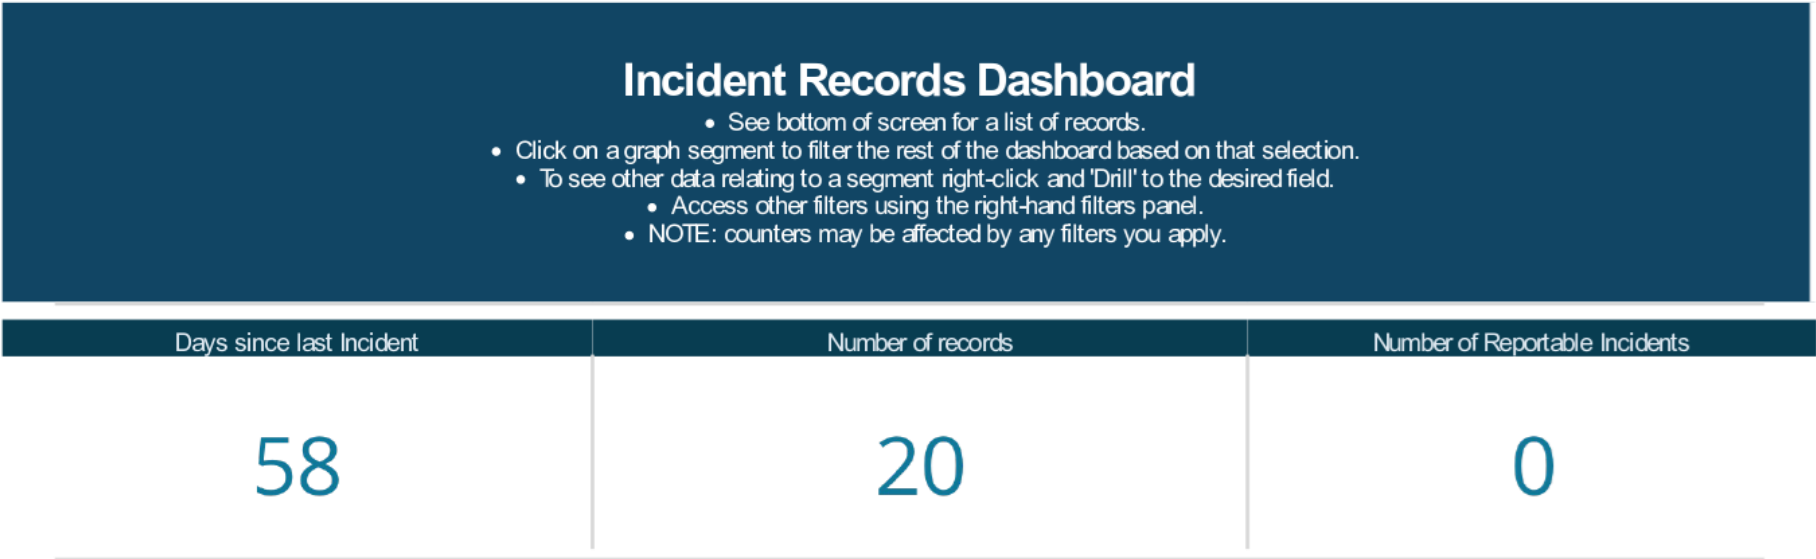 Incident Records Dashboard
• See bottom of screen for a list of records.
• Click on a graph segment to filter the rest of the dashboard based on that selection.
• To see other data relating to a segment right-click and 'Drill' to the desired field.
• Access other filters using the right-hand filters panel.
• NOTE: counters may be affected by any filters you apply.
Days since last Incident
Number of records
Number of Reportable Incidents
58
20
0